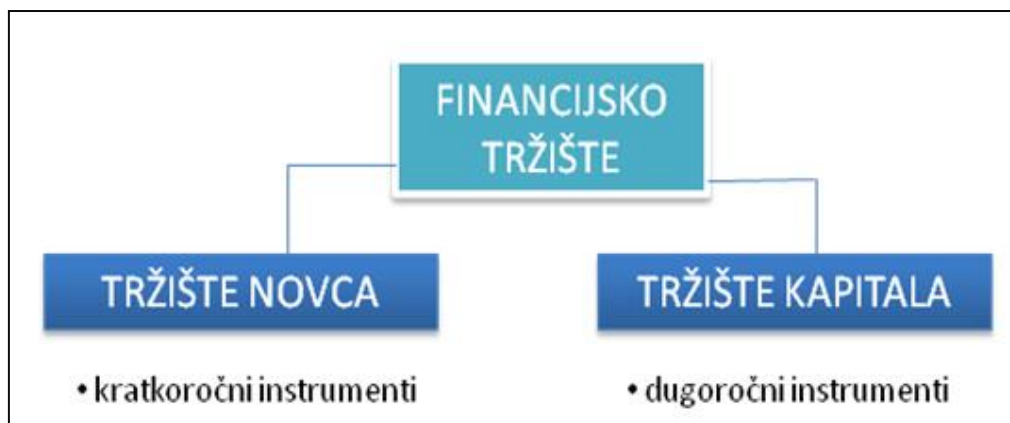 FINANCIJSKO
TRŽIŠTE
TRŽIŠTE NOVCA
TRŽIŠTE KAPITALA
• kratkoročni instrumenti
• dugoročni instrumenti